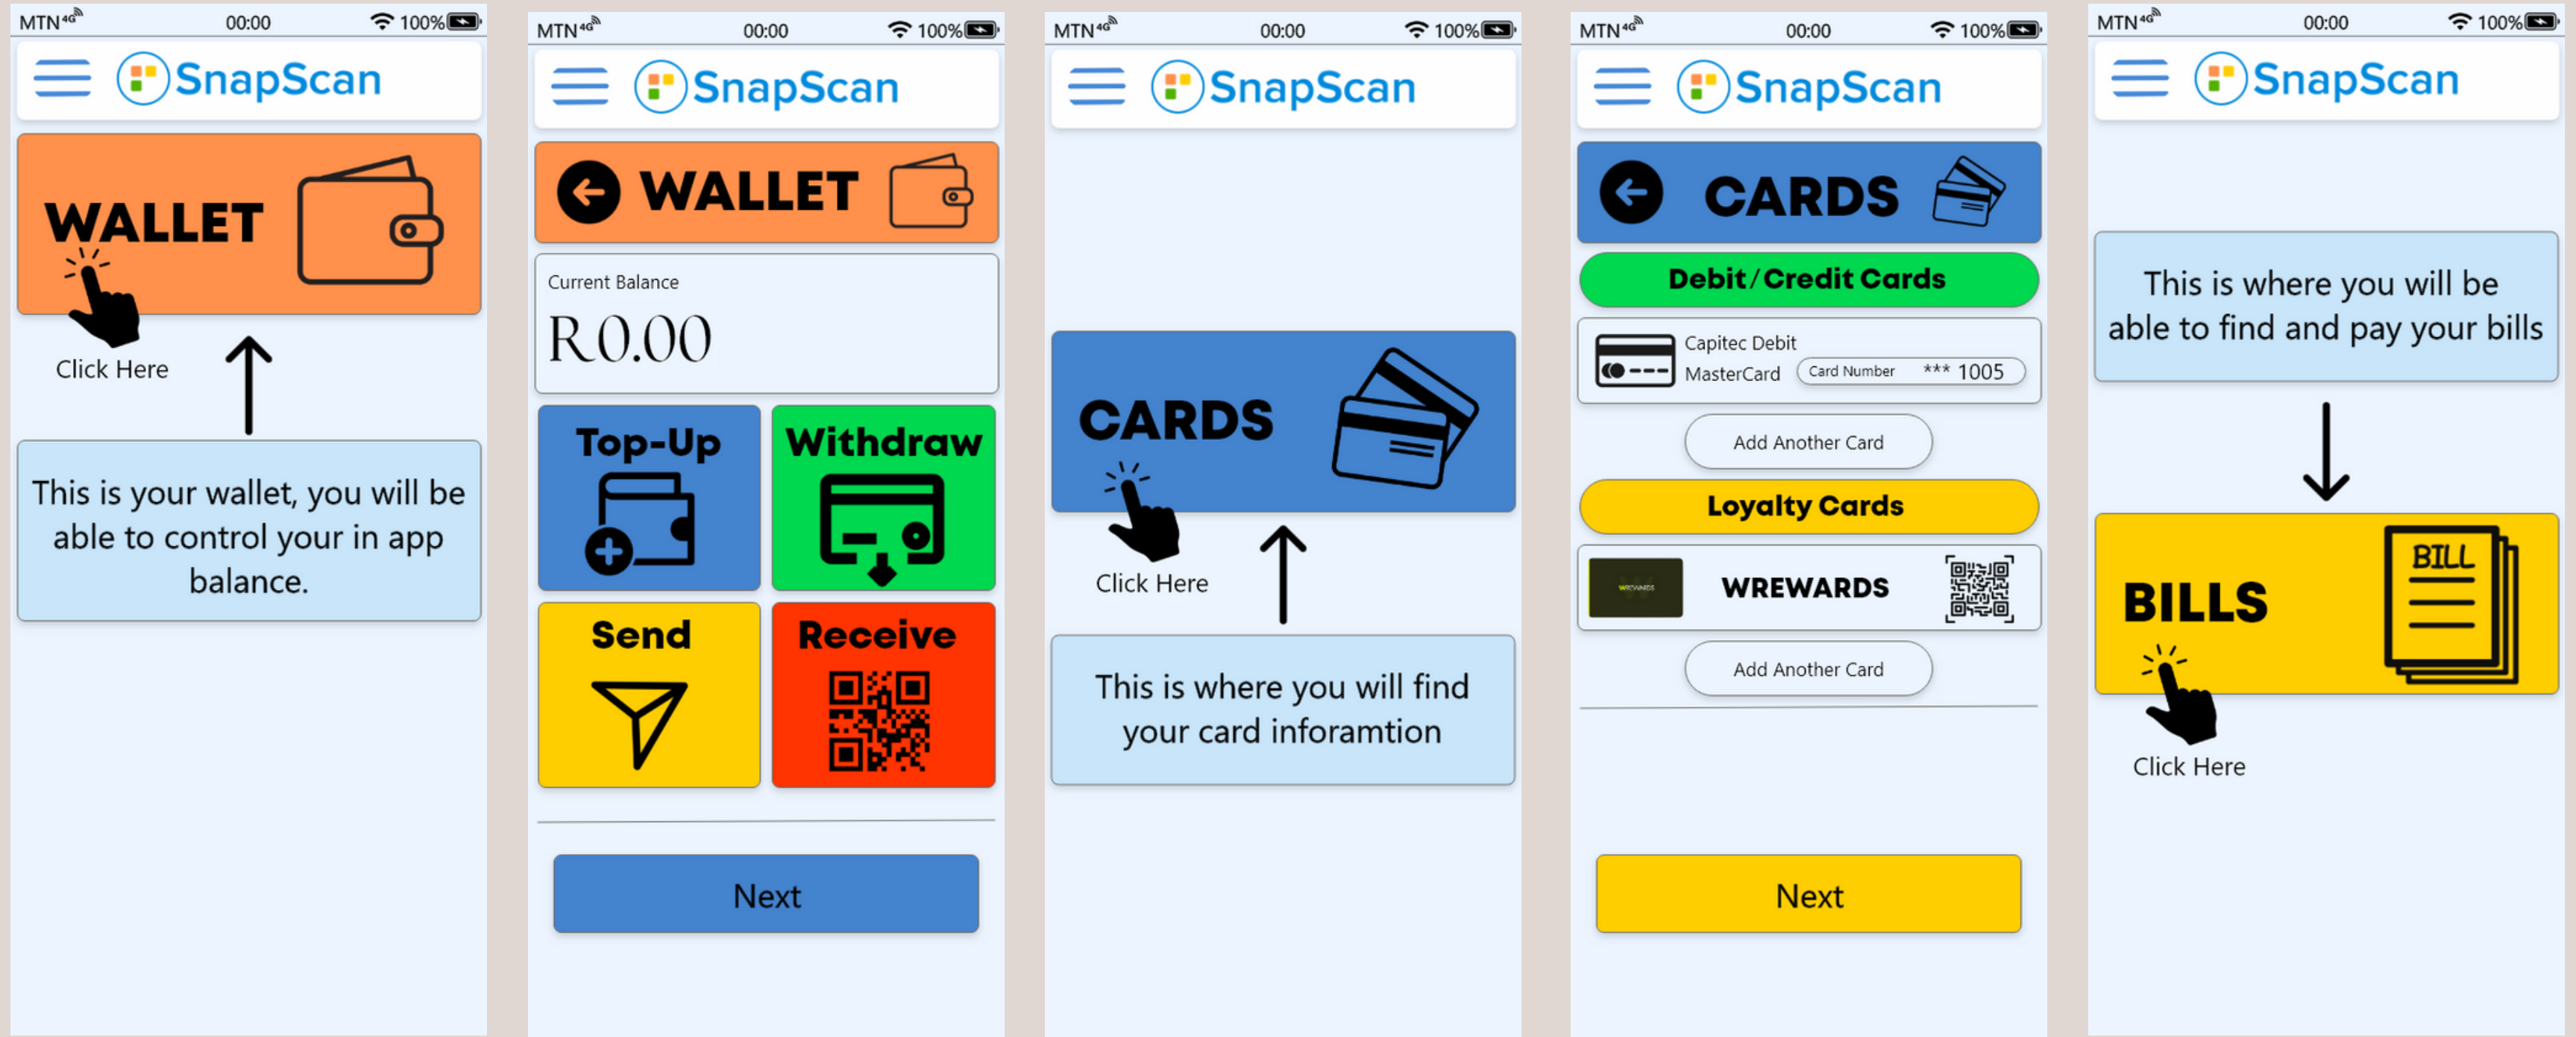 MTN 4G 00:00 100%
SnapScan
WALLET
Click Here
This is your wallet, you will be
able to control your in app
balance.
MTN 4G 00:00 100%
SnapScan
WALLET
Current Balance
R0.00
Top-Up
Withdraw
Send
Receive
Next
MTN 4G 00:00 100%
SnapScan
CARDS
Click Here
This is where you will find
your card inforamtion
MTN 4G 00:00 100%
SnapScan
CARDS
Debit/Credit Cards
Capitec Debit
MasterCard Card Number *** 1005
Add Another Card
Loyalty Cards
WREWARDS WREWARDS
Add Another Card
Next
MTN 4G 00:00 100%
SnapScan
This is where you will be
able to find and pay your bills
BILL
BILLS
Click Here